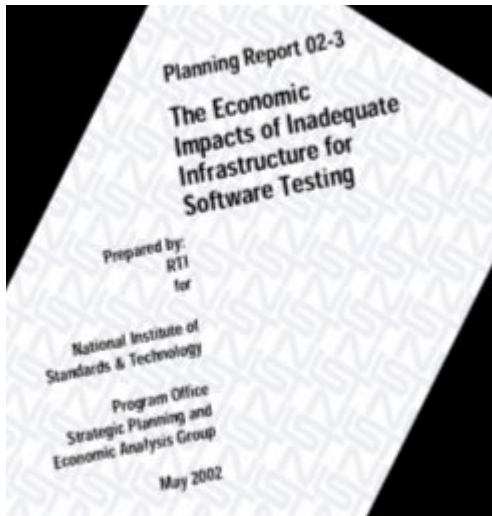 Planning Report 02-3
The Economic
Impacts of Inadequate
Infrastructure for
Software Testing
Prepared by:
RTI
for
National Institute of
Standards & Technology
Program Office
Strategic Planning and
Economic Analysis Group
May 2002